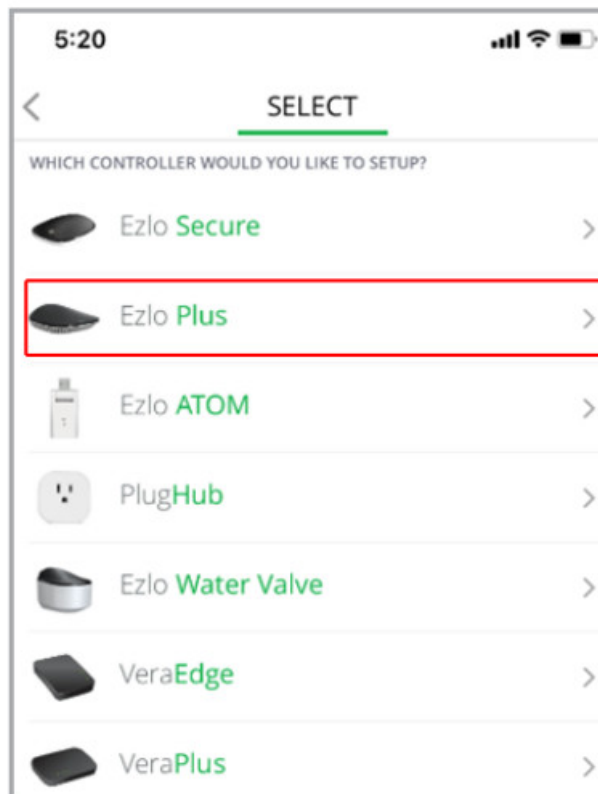 5:20
SELECT
WHICH CONTROLLER WOULD YOU LIKE TO SETUP?
Ezlo Secure
Ezlo Plus
Ezlo ATOM
PlugHub
Ezlo Water Valve
VeraEdge
VeraPlus